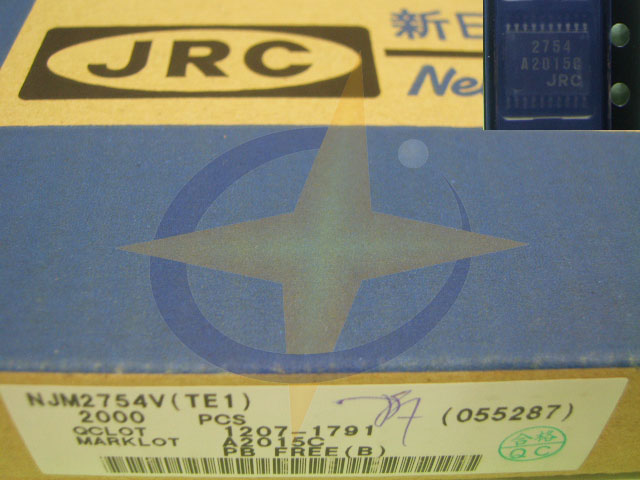 JRC
新日
Ne
2754
A2015C
JRC
NJM2754V(TE1)
2000 PCS
QCLOT 1207-1791
MARKLOT A2015C
PB FREE(B)
(055287)
合格
QC